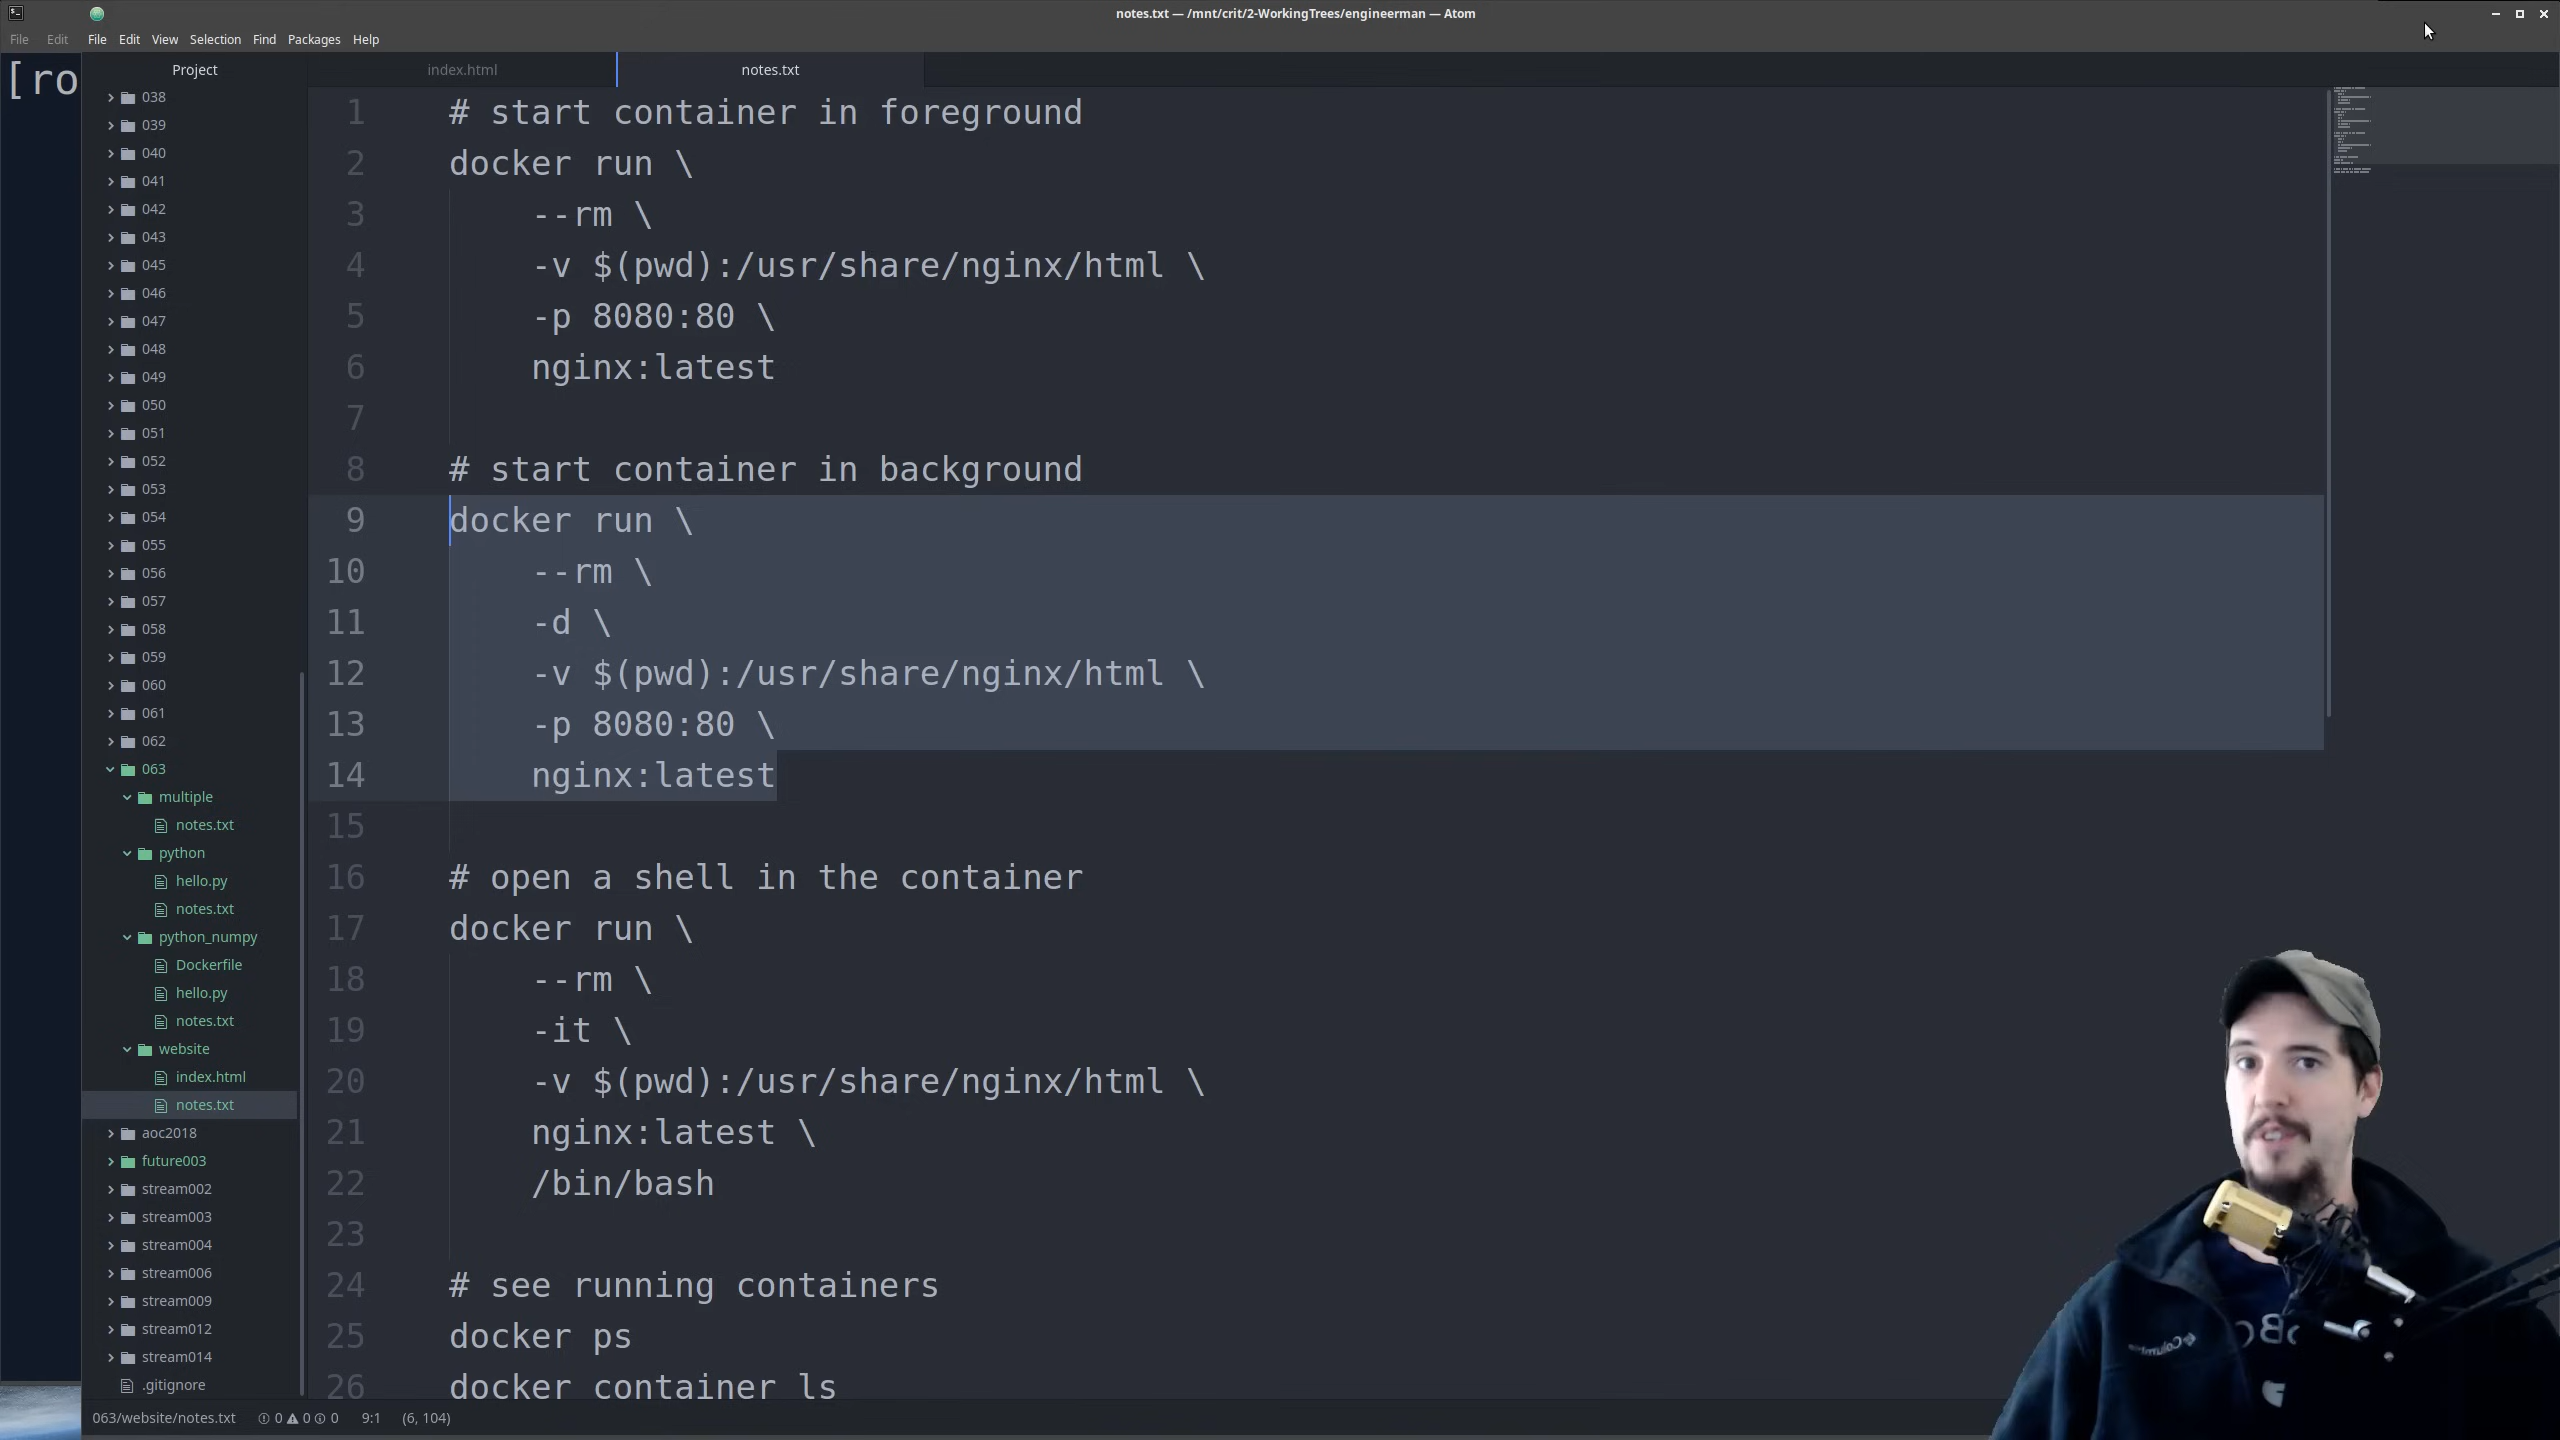 notes.txt — /mnt/crit/2-WorkingTrees/engineerman — Atom
File Edit File Edit View Selection Find Packages Help
[ro
Project
index.html
notes.txt
038
039
040
041
042
043
045
046
047
048
049
050
051
052
053
054
055
056
057
058
059
060
061
062
063
multiple
notes.txt
python
hello.py
notes.txt
python_numpy
Dockerfile
hello.py
notes.txt
website
index.html
notes.txt
aoc2018
future003
stream002
stream003
stream004
stream006
stream009
stream012
stream014
.gitignore
1 # start container in foreground
2 docker run \
3 --rm \
4 -v $(pwd):/usr/share/nginx/html \
5 -p 8080:80 \
6 nginx:latest
7
8 # start container in background
9 docker run \
10 --rm \
11 -d \
12 -v $(pwd):/usr/share/nginx/html \
13 -p 8080:80 \
14 nginx:latest
15
16 # open a shell in the container
17 docker run \
18 --rm \
19 -it \
20 -v $(pwd):/usr/share/nginx/html \
21 nginx:latest \
22 /bin/bash
23
24 # see running containers
25 docker ps
26 docker container ls
Columbia
063/website/notes.txt 0 0 0 9:1 (6, 104)